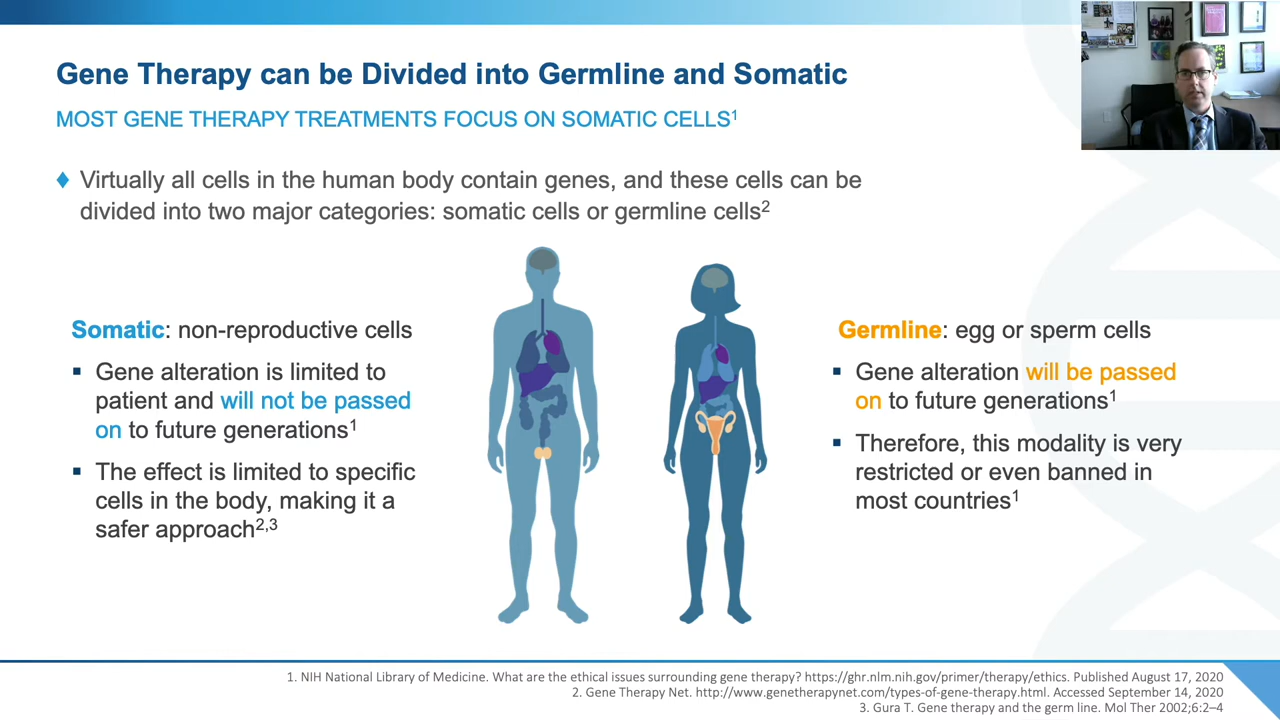 Gene Therapy can be Divided into Germline and Somatic
MOST GENE THERAPY TREATMENTS FOCUS ON SOMATIC CELLS¹
♦ Virtually all cells in the human body contain genes, and these cells can be
divided into two major categories: somatic cells or germline cells²
Somatic: non-reproductive cells
▪ Gene alteration is limited to
patient and will not be passed
on to future generations¹
▪ The effect is limited to specific
cells in the body, making it a
safer approach²,³
Germline: egg or sperm cells
▪ Gene alteration will be passed
on to future generations¹
▪ Therefore, this modality is very
restricted or even banned in
most countries¹
1. NIH National Library of Medicine. What are the ethical issues surrounding gene therapy? https://ghr.nlm.nih.gov/primer/therapy/ethics. Published August 17, 2020
2. Gene Therapy Net. http://www.genetherapynet.com/types-of-gene-therapy.html. Accessed September 14, 2020
3. Gura T. Gene therapy and the germ line. Mol Ther 2002;6:2–4